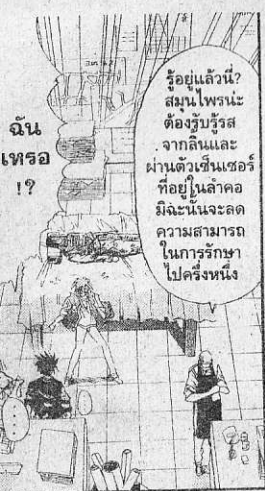 รู้อยู่แล้วนี่?
สมุนไพรน่ะ
ต้องรับรู้รส
จากลิ้นและ
ผ่านตัวเซ็นเซอร์
ที่อยู่ในลำคอ
มิฉะนั้นจะลด
ความสามารถ
ในการรักษา
ไปครึ่งหนึ่ง
ฉัน
เหรอ
!?
...